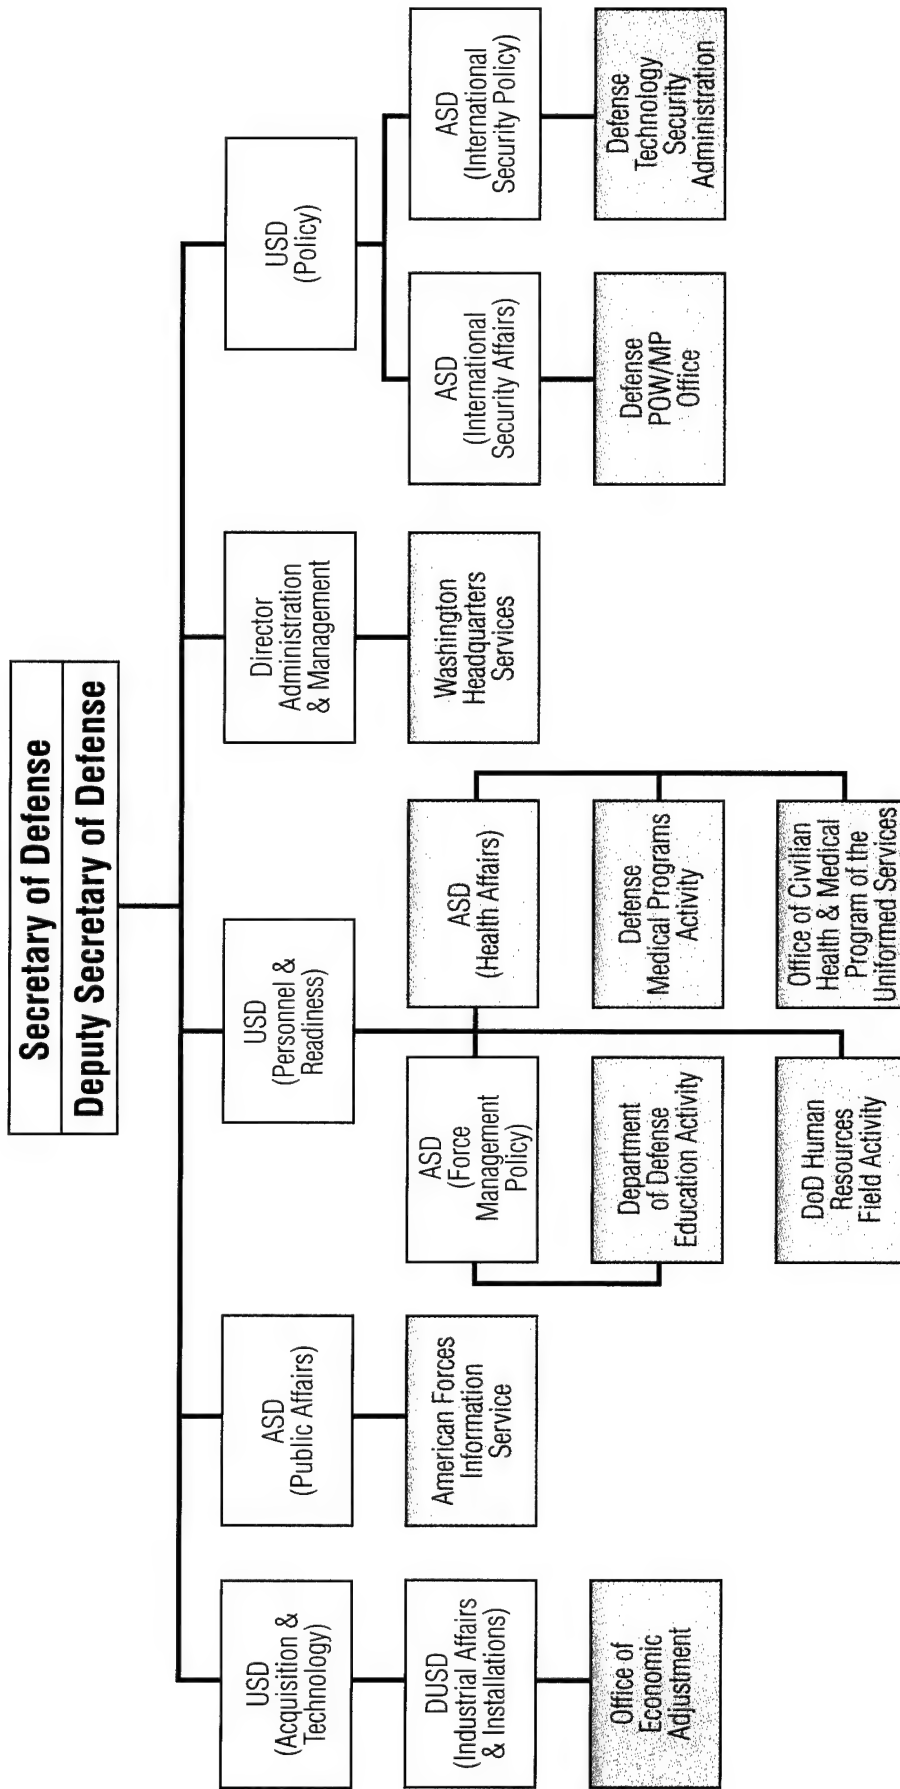 Secretary of Defense
Deputy Secretary of Defense
USD
(Acquisition &
Technology)
ASD
(Public Affairs)
USD
(Personnel &
Readiness)
Director
Administration
& Management
USD
(Policy)
DUSD
(Industrial Affairs
& Installations)
American Forces
Information
Service
ASD
(Force
Management
Policy)
ASD
(Health Affairs)
Washington
Headquarters
Services
ASD
(International
Security Affairs)
ASD
(International
Security Policy)
Office of
Economic
Adjustment
Department
of Defense
Education Activity
Defense
Medical Programs
Activity
Defense
POW/MP
Office
Defense
Technology
Security
Administration
DoD Human
Resources
Field Activity
Office of Civilian
Health & Medical
Program of the
Uniformed Services